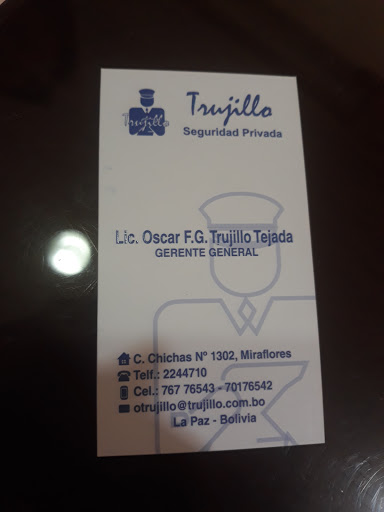 Trujillo
Trujillo
Seguridad Privada
Lic. Oscar F.G. Trujillo Tejada
GERENTE GENERAL
C. Chichas Nº 1302, Miraflores
Telf.: 2244710
Cel.: 767 76543 - 70176542
otrujillo@trujillo.com.bo
La Paz - Bolivia